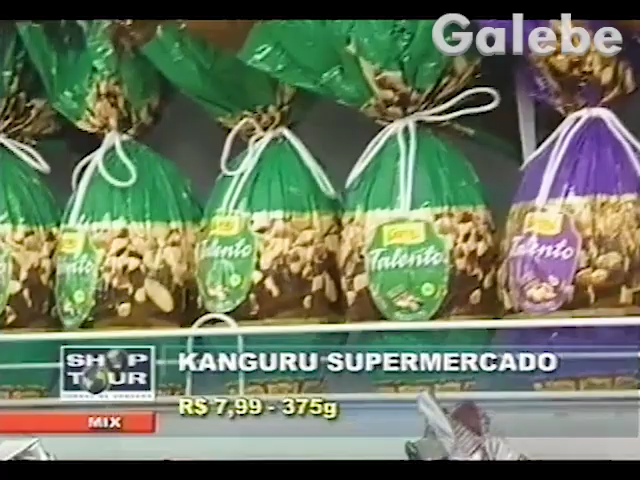 Galebe
Talento
Talento
Talento
Talento
SHOP
TOUR
KANGURU SUPERMERCADO
R$ 7,99 - 375g
MIX